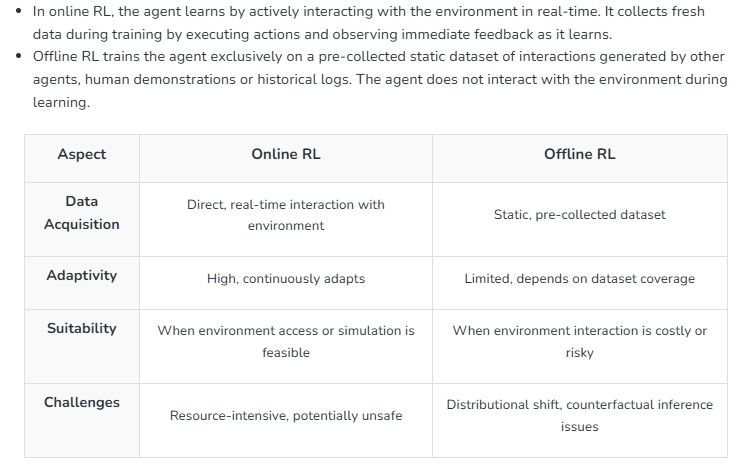 • In online RL, the agent learns by actively interacting with the environment in real-time. It collects fresh
data during training by executing actions and observing immediate feedback as it learns.
• Offline RL trains the agent exclusively on a pre-collected static dataset of interactions generated by other
agents, human demonstrations or historical logs. The agent does not interact with the environment during
learning.
Aspect
Online RL
Offline RL
Data
Acquisition
Direct, real-time interaction with
environment
Static, pre-collected dataset
Adaptivity
High, continuously adapts
Limited, depends on dataset coverage
Suitability
When environment access or simulation is
feasible
When environment interaction is costly or
risky
Challenges
Resource-intensive, potentially unsafe
Distributional shift, counterfactual inference
issues